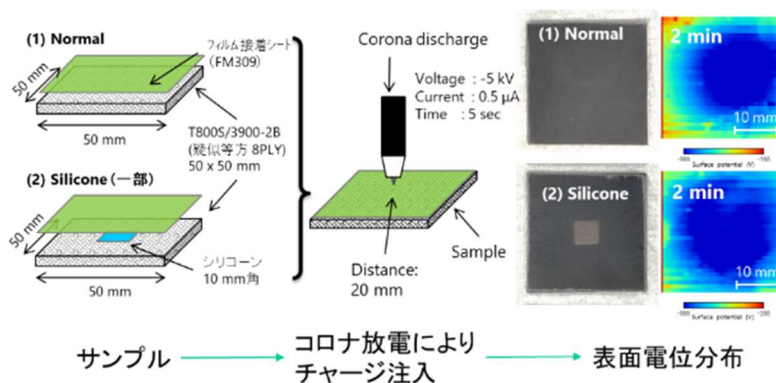 (1) Normal
フィルム接着シート
(FM309)
50 mm
50 mm
T800S/3900-2B
(疑似等方 8PLY)
50 x 50 mm
(2) Silicone (一部)
50 mm
シリコーン
10 mm角
50 mm
Corona discharge
Voltage : -5 kV
Current : 0.5 μA
Time : 5 sec
Sample
Distance:
20 mm
(1) Normal
2 min
10 mm
Surface potential (V)
(2) Silicone
2 min
10 mm
Surface potential (V)
サンプル
コロナ放電により
チャージ注入
表面電位分布